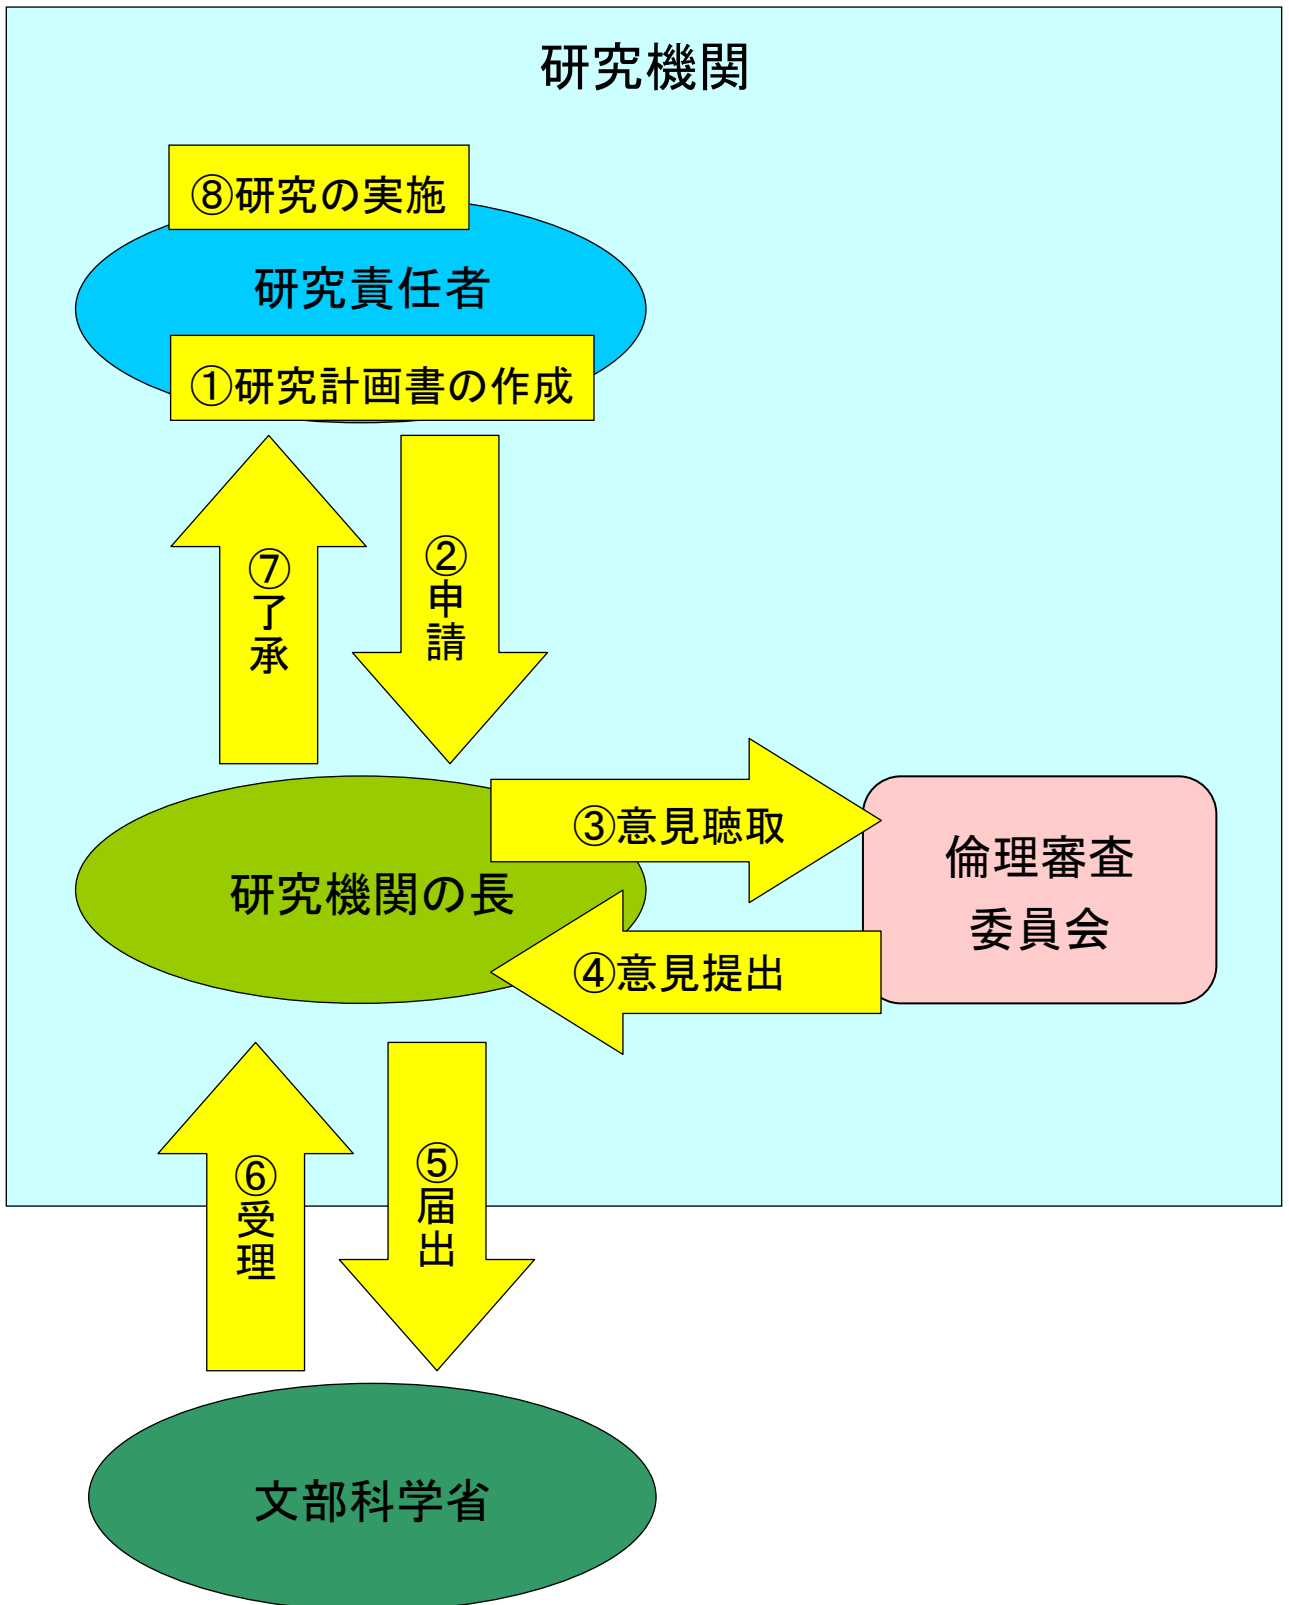 研究機関
⑧研究の実施
研究責任者
①研究計画書の作成
⑦了承
②申請
③意見聴取
倫理審査
委員会
研究機関の長
④意見提出
⑥受理
⑤届出
文部科学省